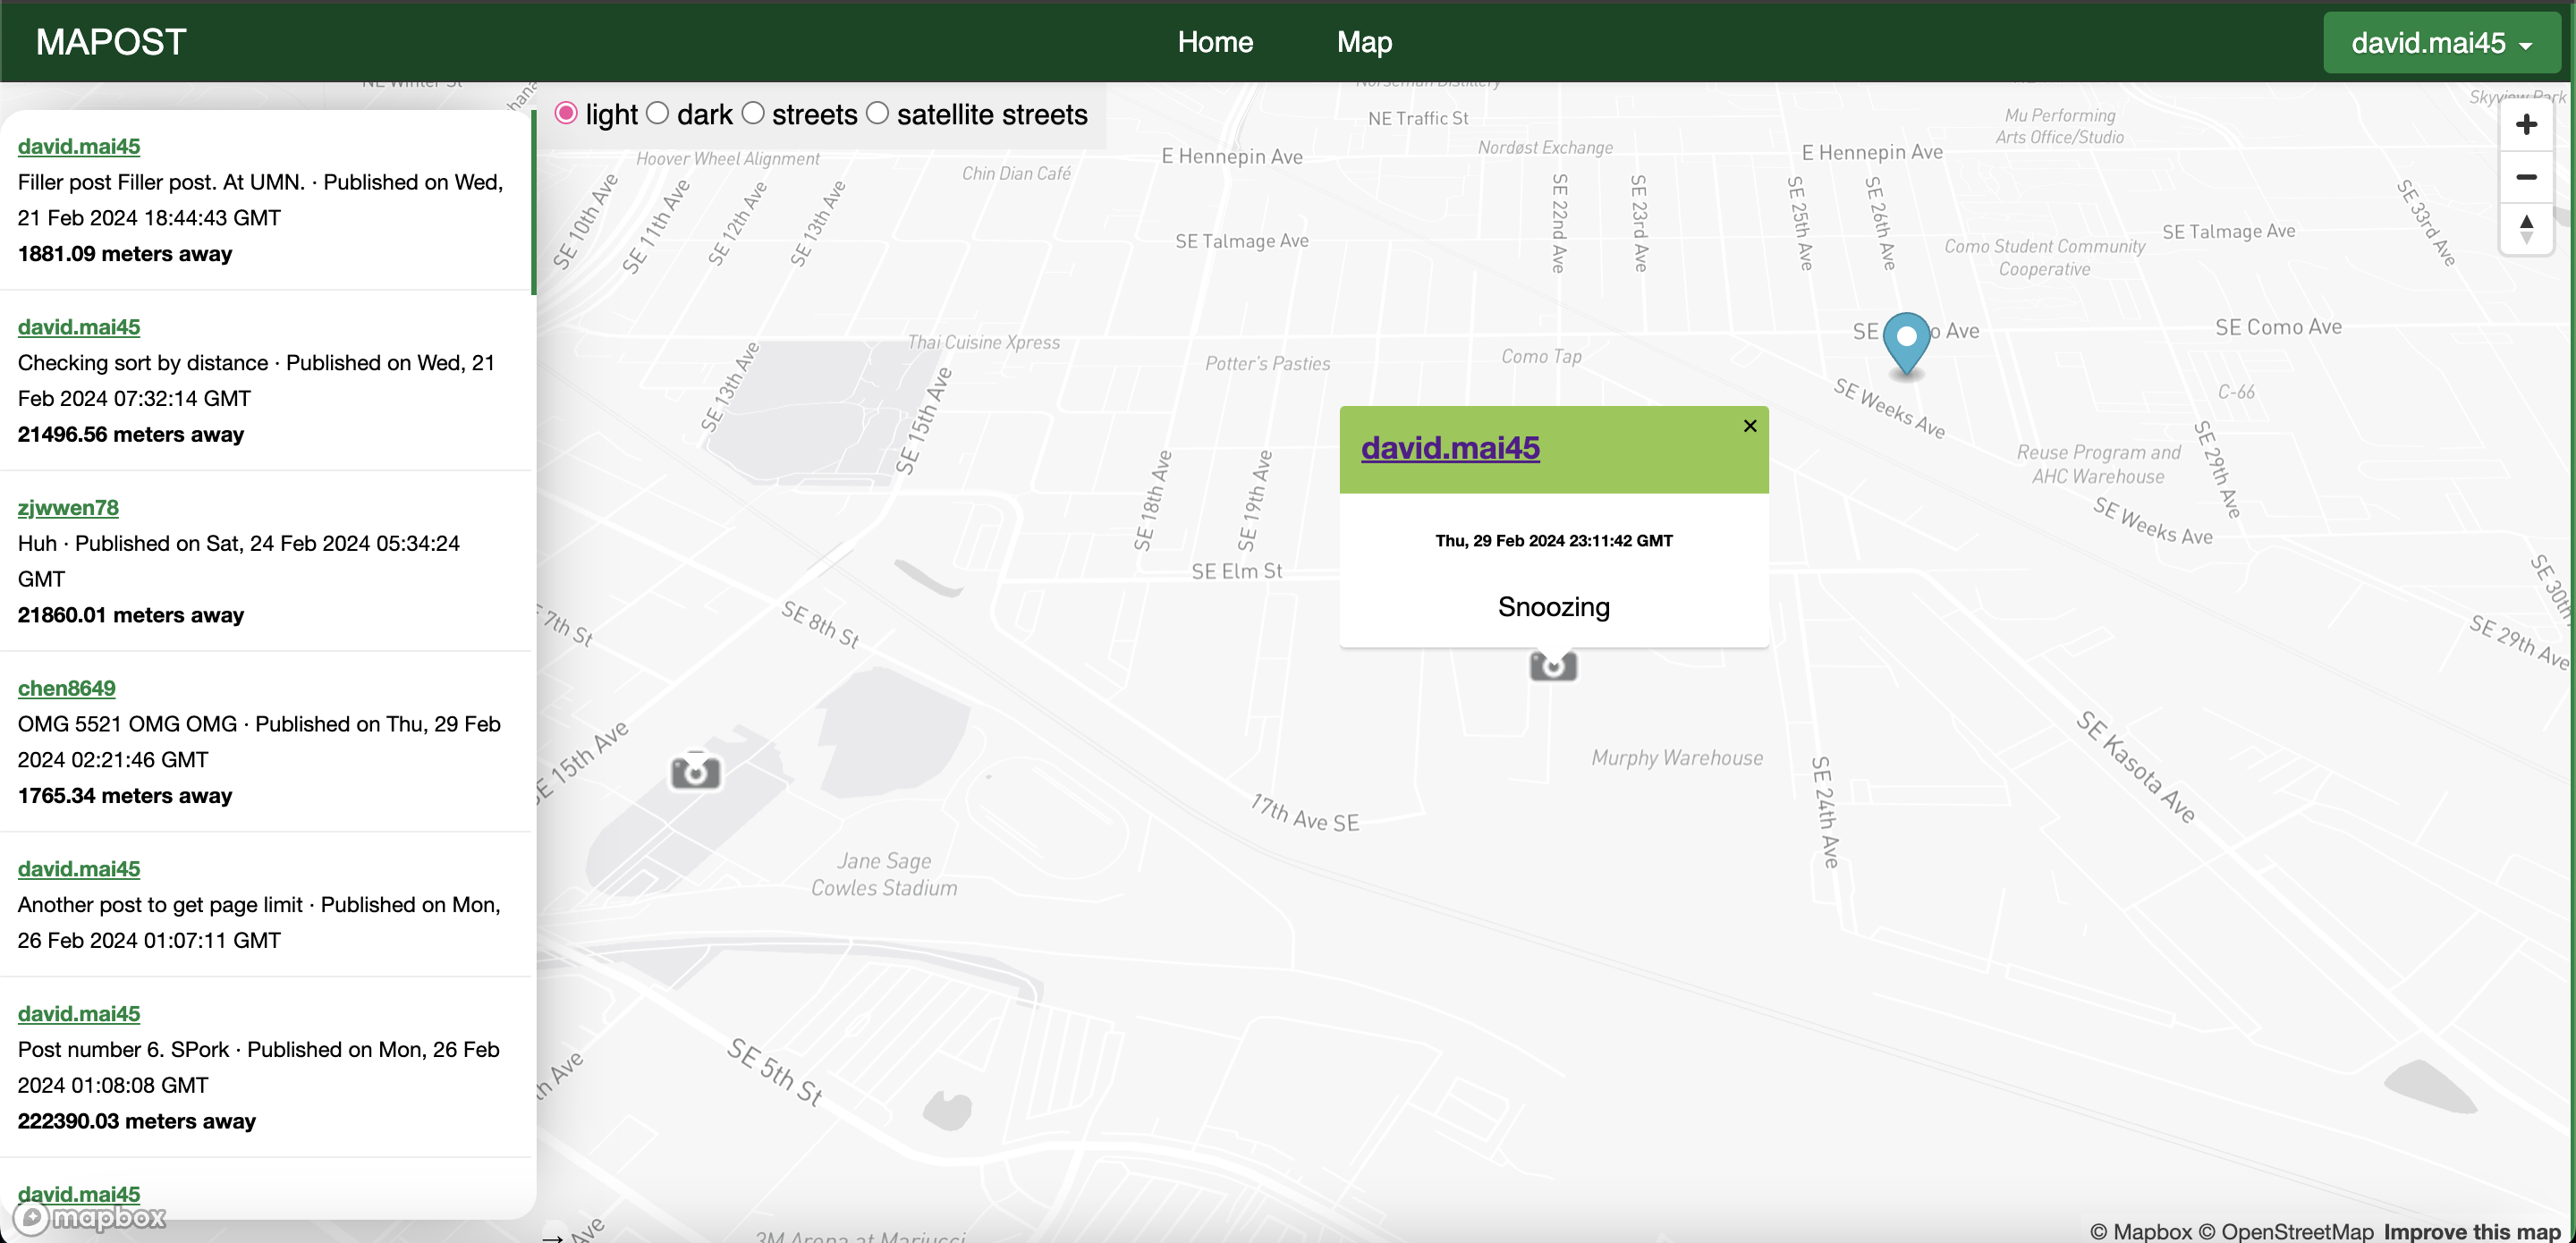 MAPOST
Home
Map
david.mai45
light
dark
streets
satellite streets
david.mai45
Filler post Filler post. At UMN. · Published on Wed,
21 Feb 2024 18:44:43 GMT
1881.09 meters away
david.mai45
Checking sort by distance · Published on Wed, 21
Feb 2024 07:32:14 GMT
21496.56 meters away
zjwwen78
Huh · Published on Sat, 24 Feb 2024 05:34:24
GMT
21860.01 meters away
chen8649
OMG 5521 OMG OMG · Published on Thu, 29 Feb
2024 02:21:46 GMT
1765.34 meters away
david.mai45
Another post to get page limit · Published on Mon,
26 Feb 2024 01:07:11 GMT
david.mai45
Post number 6. SPork · Published on Mon, 26 Feb
2024 01:08:08 GMT
222390.03 meters away
david.mai45
mapbox
NE Winter St
Norseman Distillery
NE Traffic St
Skyview Park
Mu Performing
Arts Office/Studio
Hoover Wheel Alignment
Chin Dian Café
E Hennepin Ave
Nordøst Exchange
E Hennepin Ave
SE 10th Ave
SE 11th Ave
SE 12th Ave
SE 13th Ave
SE 22nd Ave
SE 23rd Ave
SE 25th Ave
SE 26th Ave
SE 33rd Ave
SE Talmage Ave
Como Student Community
Cooperative
SE Talmage Ave
Thai Cuisine Xpress
Potter's Pasties
Como Tap
SE
o Ave
SE Como Ave
SE 13th Ave
SE 15th Ave
SE Weeks Ave
C-66
Reuse Program and
AHC Warehouse
SE 29th Ave
SE Weeks Ave
SE 18th Ave
SE 19th Ave
david.mai45
×
Thu, 29 Feb 2024 23:11:42 GMT
Snoozing
SE Elm St
7th St
SE 8th St
SE 30th
SE 29th Ave
SE 15th Ave
Murphy Warehouse
SE Kasota Ave
SE 24th Ave
17th Ave SE
Jane Sage
Cowles Stadium
SE 5th St
th Ave
Ave
3M Arena at Mariucci
© Mapbox © OpenStreetMap Improve this map